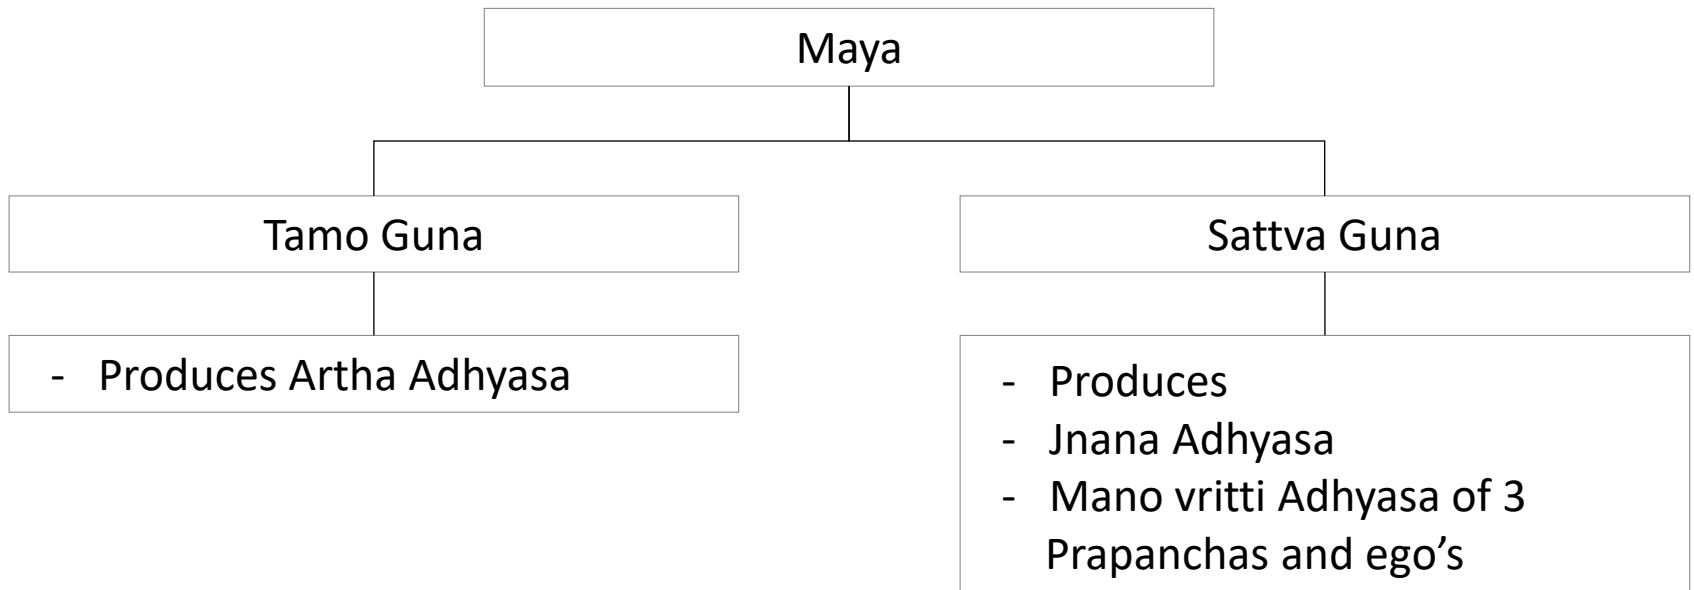 Maya
Tamo Guna
Sattva Guna
- Produces Artha Adhyasa
- Produces
- Jnana Adhyasa
- Mano vritti Adhyasa of 3
Prapanchas and ego’s